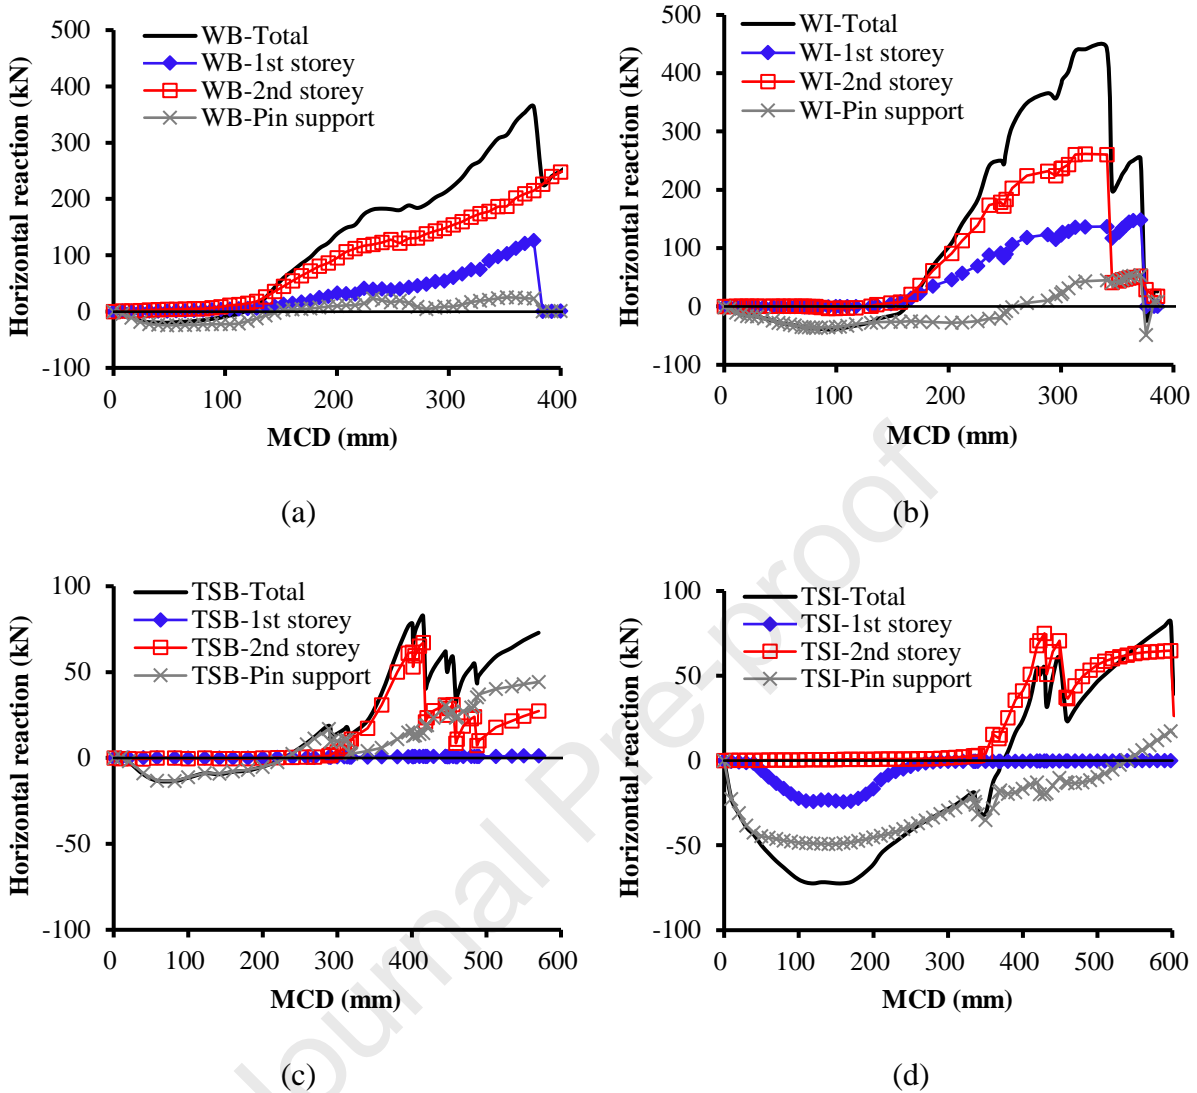 500
400
300
200
100
0
-100
Horizontal reaction (kN)
WB-Total
WB-1st storey
WB-2nd storey
WB-Pin support
0 100 200 300 400
MCD (mm)
(a)
500
400
300
200
100
0
-100
Horizontal reaction (kN)
WI-Total
WI-1st storey
WI-2nd storey
WI-Pin support
0 100 200 300 400
MCD (mm)
(b)
100
50
0
-50
-100
Horizontal reaction (kN)
TSB-Total
TSB-1st storey
TSB-2nd storey
TSB-Pin support
0 100 200 300 400 500 600
MCD (mm)
(c)
100
50
0
-50
-100
Horizontal reaction (kN)
TSI-Total
TSI-1st storey
TSI-2nd storey
TSI-Pin support
0 100 200 300 400 500 600
MCD (mm)
(d)
Journal Pre-proof